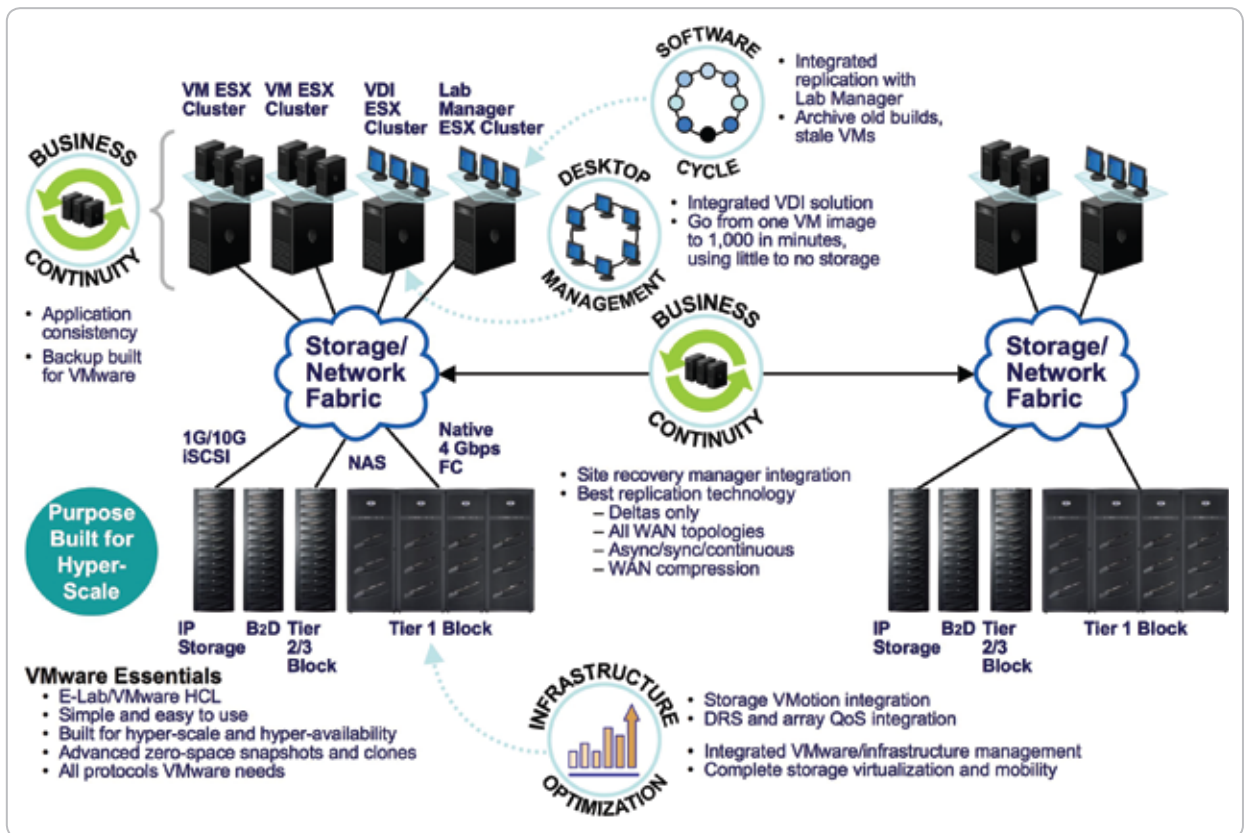 VM ESX
Cluster
VM ESX
Cluster
VDI
ESX
Cluster
Lab
Manager
ESX Cluster
SOFTWARE
CYCLE
• Integrated
replication with
Lab Manager
• Archive old builds,
stale VMs
BUSINESS
CONTINUITY
• Application
consistency
• Backup built
for VMware
DESKTOP
MANAGEMENT
• Integrated VDI solution
• Go from one VM image
to 1,000 in minutes,
using little to no storage
Storage/
Network
Fabric
BUSINESS
CONTINUITY
Storage/
Network
Fabric
1G/10G
iSCSI
NAS
Native
4 Gbps
FC
• Site recovery manager integration
• Best replication technology
– Deltas only
– All WAN topologies
– Async/sync/continuous
– WAN compression
Purpose
Built for
Hyper-
Scale
IP
Storage
B2D
Tier
2/3
Block
Tier 1 Block
IP
Storage
B2D
Tier
2/3
Block
Tier 1 Block
VMware Essentials
• E-Lab/VMware HCL
• Simple and easy to use
• Built for hyper-scale and hyper-availability
• Advanced zero-space snapshots and clones
• All protocols VMware needs
INFRASTRUCTURE
OPTIMIZATION
• Storage VMotion integration
• DRS and array QoS integration
• Integrated VMware/infrastructure management
• Complete storage virtualization and mobility